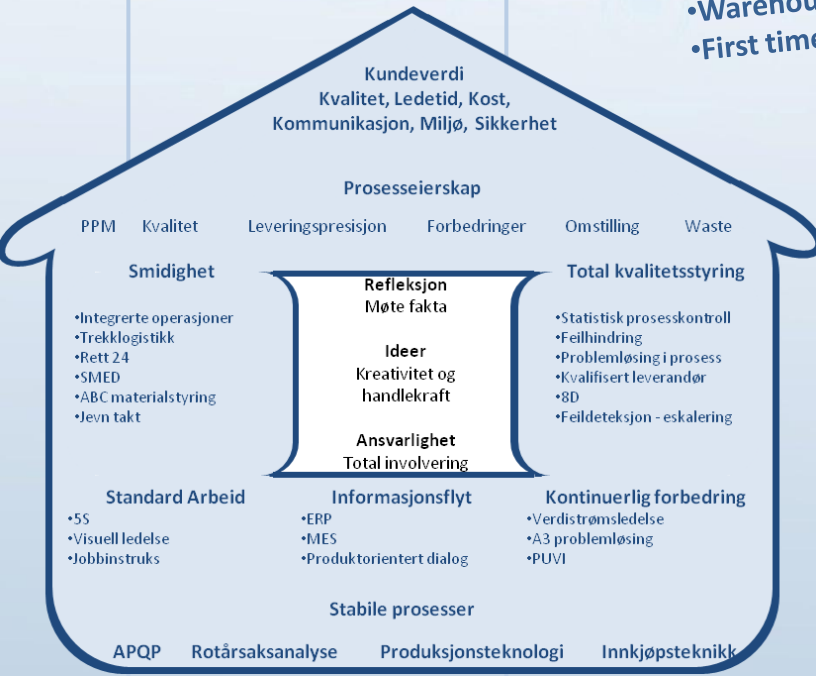 •Warehou
•First time
Kundeverdi
Kvalitet, Ledetid, Kost,
Kommunikasjon, Miljø, Sikkerhet
Prosesseierskap
PPM Kvalitet Leveringspresisjon Forbedringer Omstilling Waste
Smidighet
•Integrerte operasjoner
•Trekklogistikk
•Rett 24
•SMED
•ABC materialstyring
•Jevn takt
Refleksjon
Møte fakta
Ideer
Kreativitet og
handlekraft
Ansvarlighet
Total involvering
Total kvalitetsstyring
•Statistisk prosesskontroll
•Feilhindring
•Problemløsing i prosess
•Kvalifisert leverandør
•8D
•Feildeteksjon - eskalering
Standard Arbeid
•5S
•Visuell ledelse
•Jobbinstruks
Informasjonsflyt
•ERP
•MES
•Produktorientert dialog
Kontinuerlig forbedring
•Verdistrømsledelse
•A3 problemløsing
•PUVI
Stabile prosesser
APQP Rotårsaksanalyse Produksjonsteknologi Innkjøpsteknikk